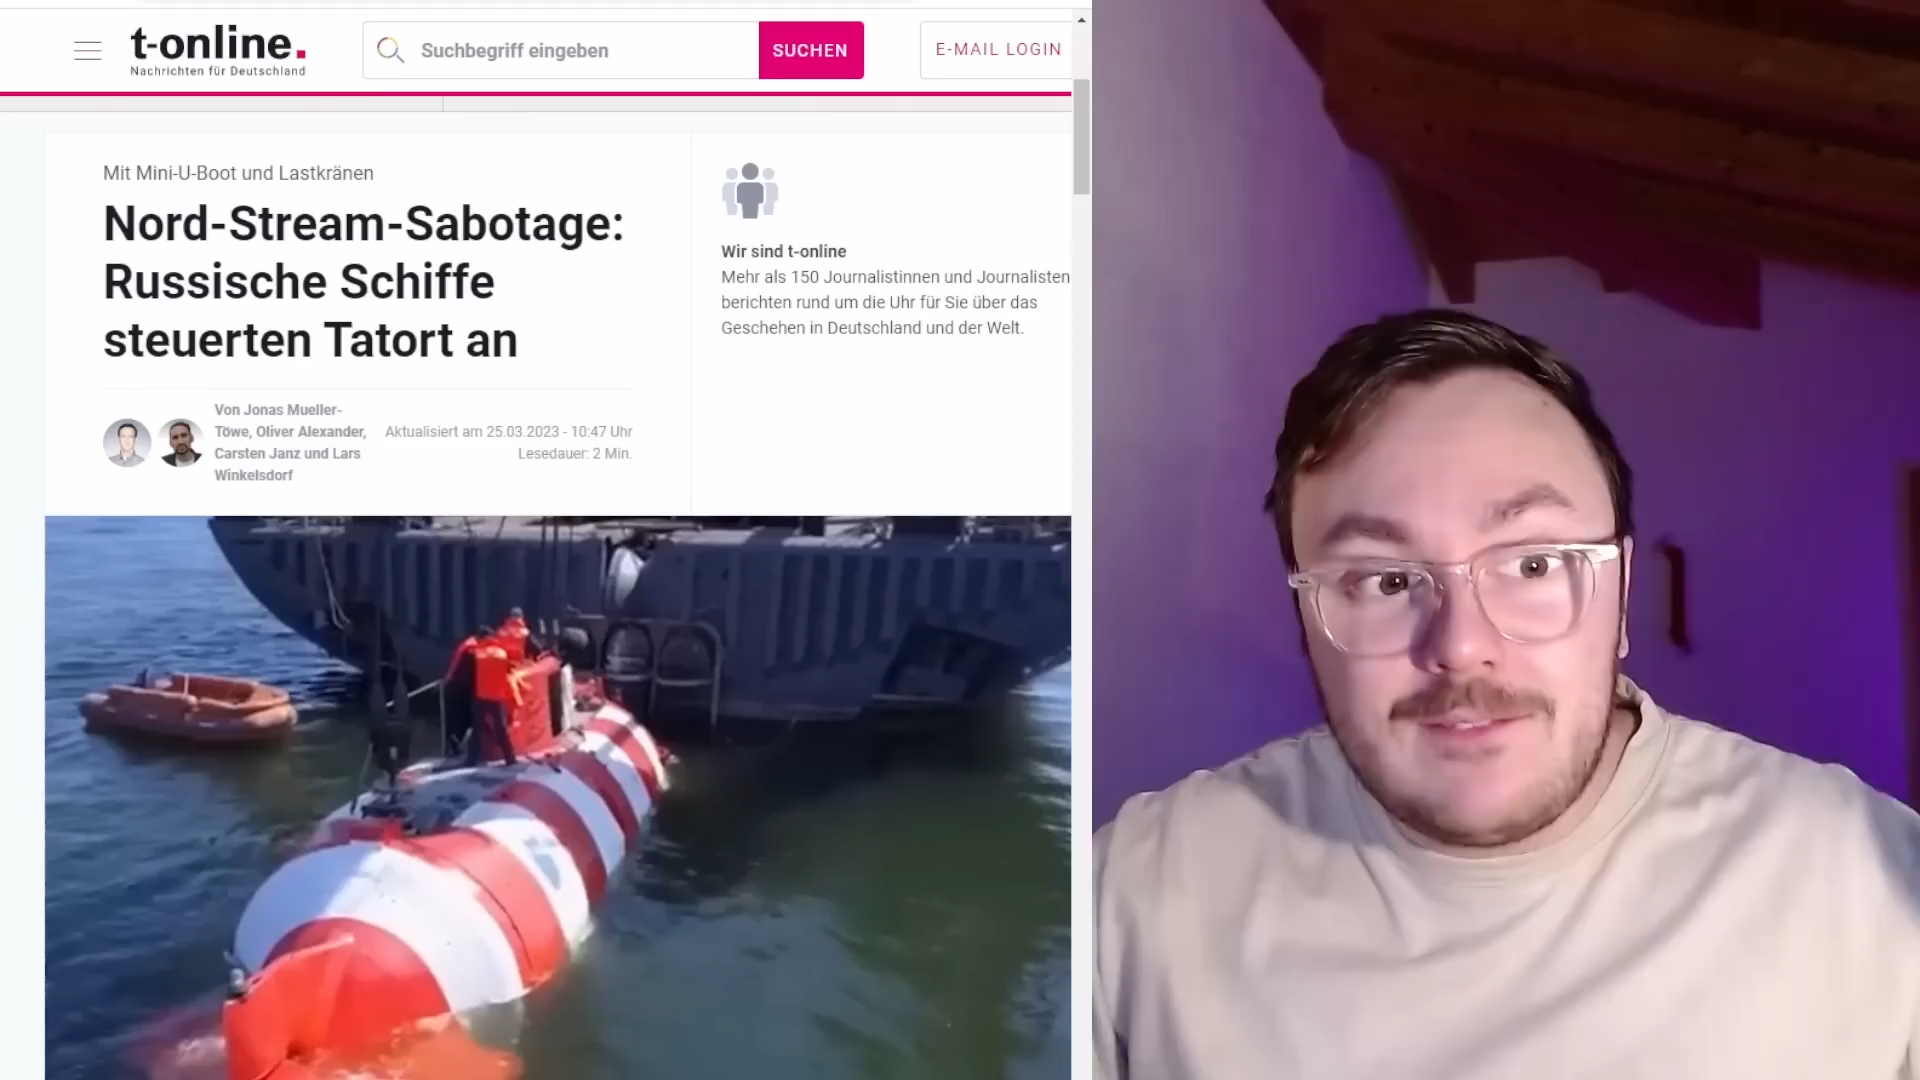 t-online.
Nachrichten für Deutschland
Suchbegriff eingeben
SUCHEN
E-MAIL LOGIN
Mit Mini-U-Boot und Lastkränen
Nord-Stream-Sabotage:
Russische Schiffe
steuerten Tatort an
Von Jonas Mueller-
Töwe, Oliver Alexander,
Carsten Janz und Lars
Winkelsdorf
Aktualisiert am 25.03.2023 - 10:47 Uhr
Lesedauer: 2 Min.
Wir sind t-online
Mehr als 150 Journalistinnen und Journalisten
berichten rund um die Uhr für Sie über das
Geschehen in Deutschland und der Welt.